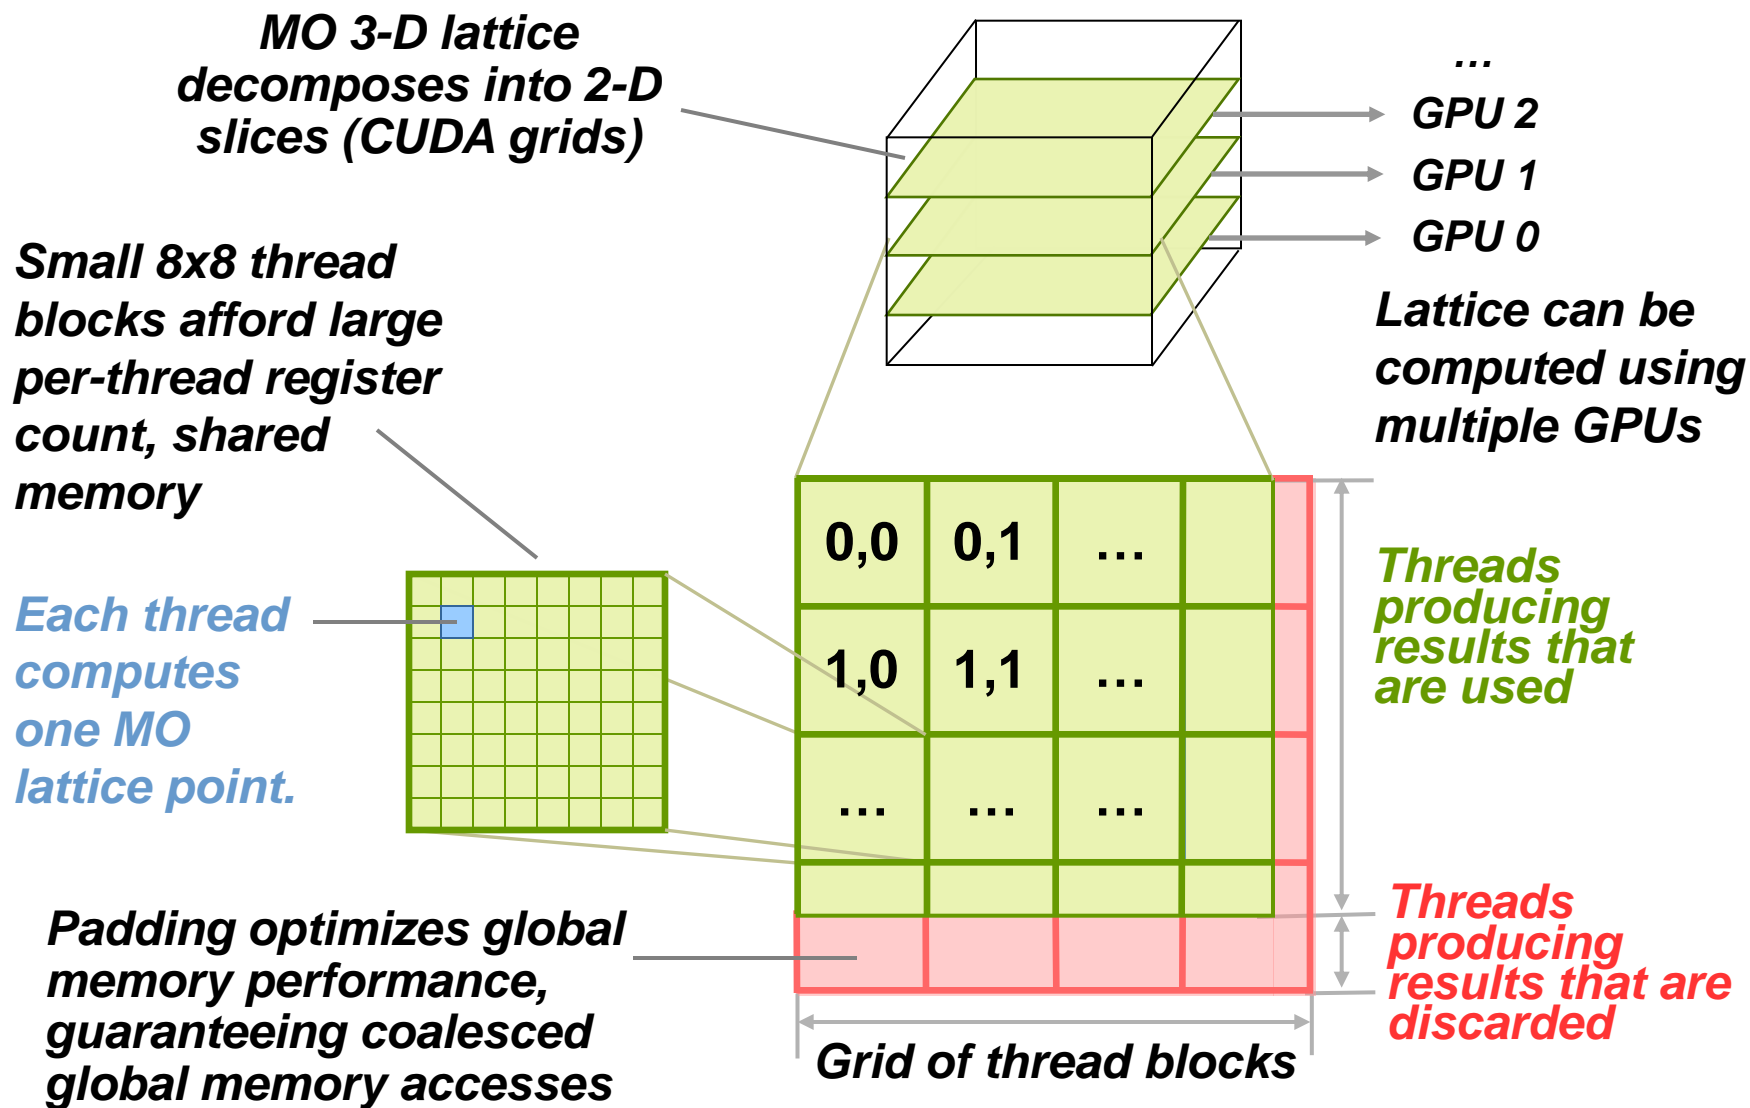 MO 3-D lattice
decomposes into 2-D
slices (CUDA grids)
...
GPU 2
GPU 1
GPU 0
Lattice can be
computed using
multiple GPUs
Small 8x8 thread
blocks afford large
per-thread register
count, shared
memory
Each thread
computes
one MO
lattice point.
0,0 0,1 ...
1,0 1,1 ...
... ... ...
Threads
producing
results that
are used
Threads
producing
results that are
discarded
Padding optimizes global
memory performance,
guaranteeing coalesced
global memory accesses
Grid of thread blocks